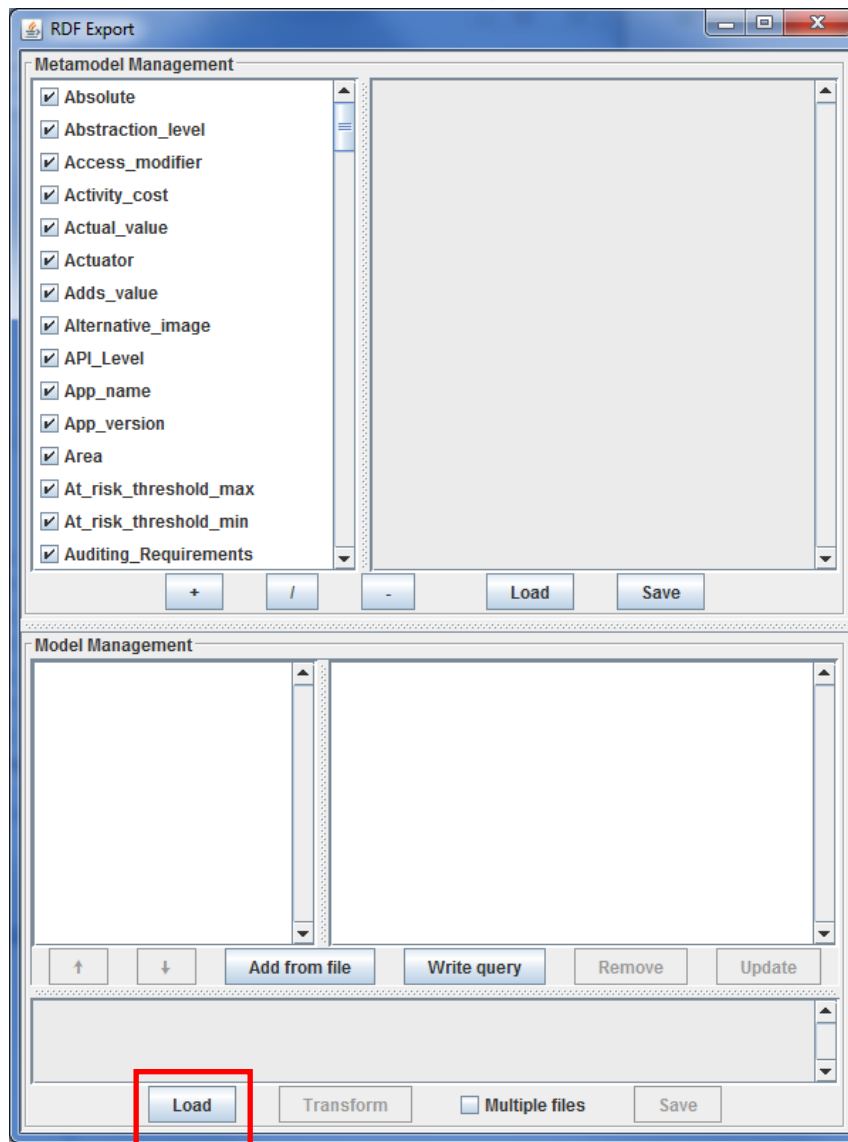 RDF Export
Metamodel Management
Absolute
Abstraction_level
Access_modifier
Activity_cost
Actual_value
Actuator
Adds_value
Alternative_image
API_Level
App_name
App_version
Area
At_risk_threshold_max
At_risk_threshold_min
Auditing_Requirements
+ / - Load Save
Model Management
Add from file Write query Remove Update
Load Transform Multiple files Save